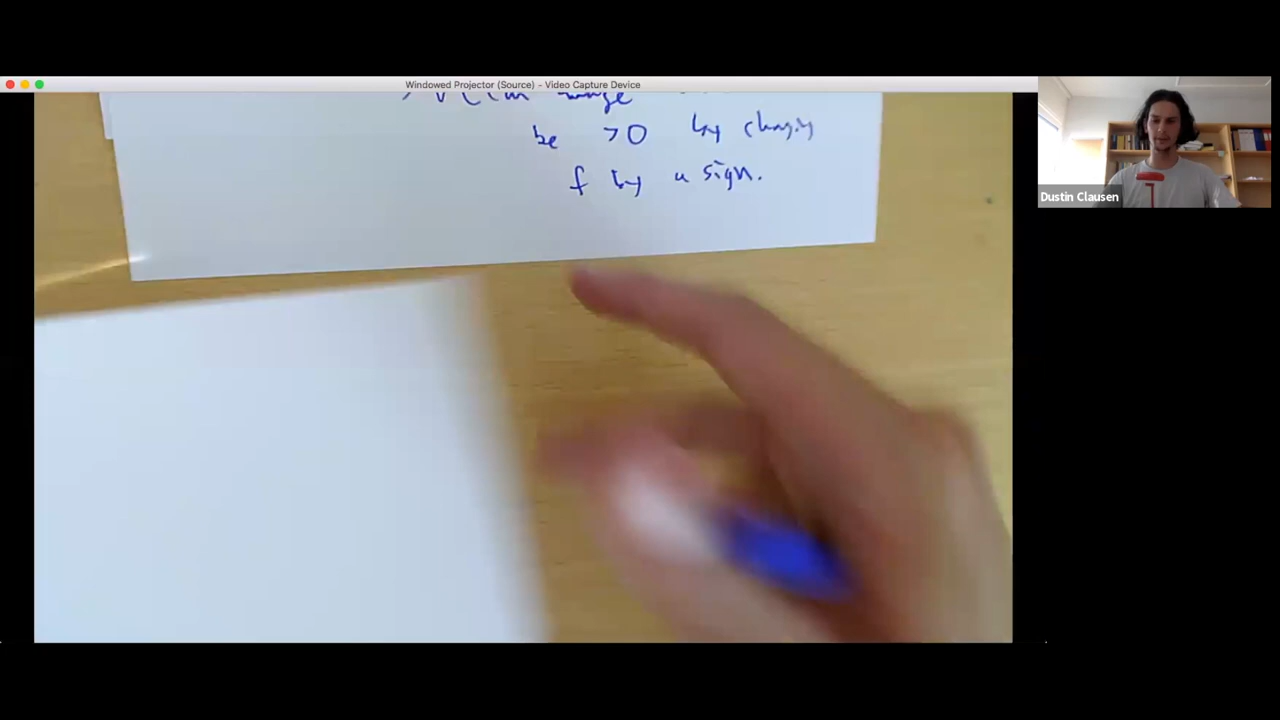 Windowed Projector (Source) - Video Capture Device
be >0 by changing
f by a sign.
Dustin Clausen